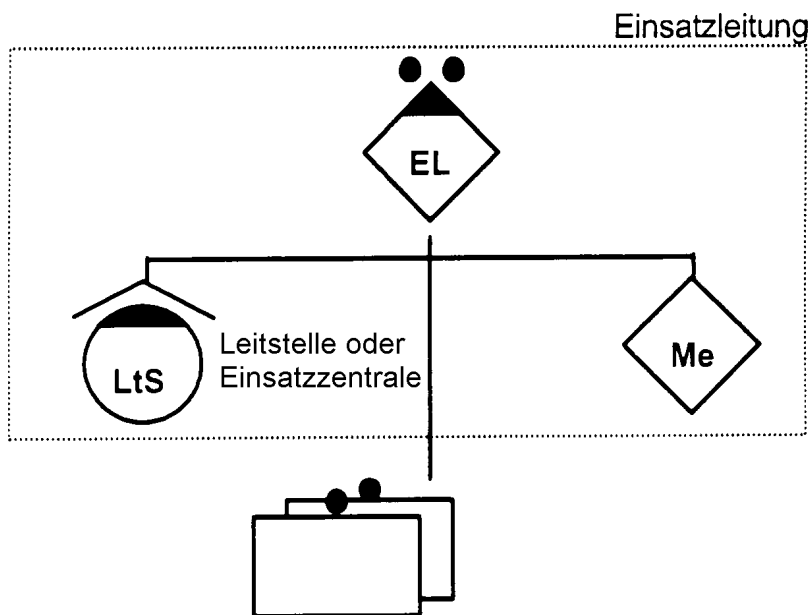 Einsatzleitung
EL
LtS
Leitstelle oder
Einsatzzentrale
Me